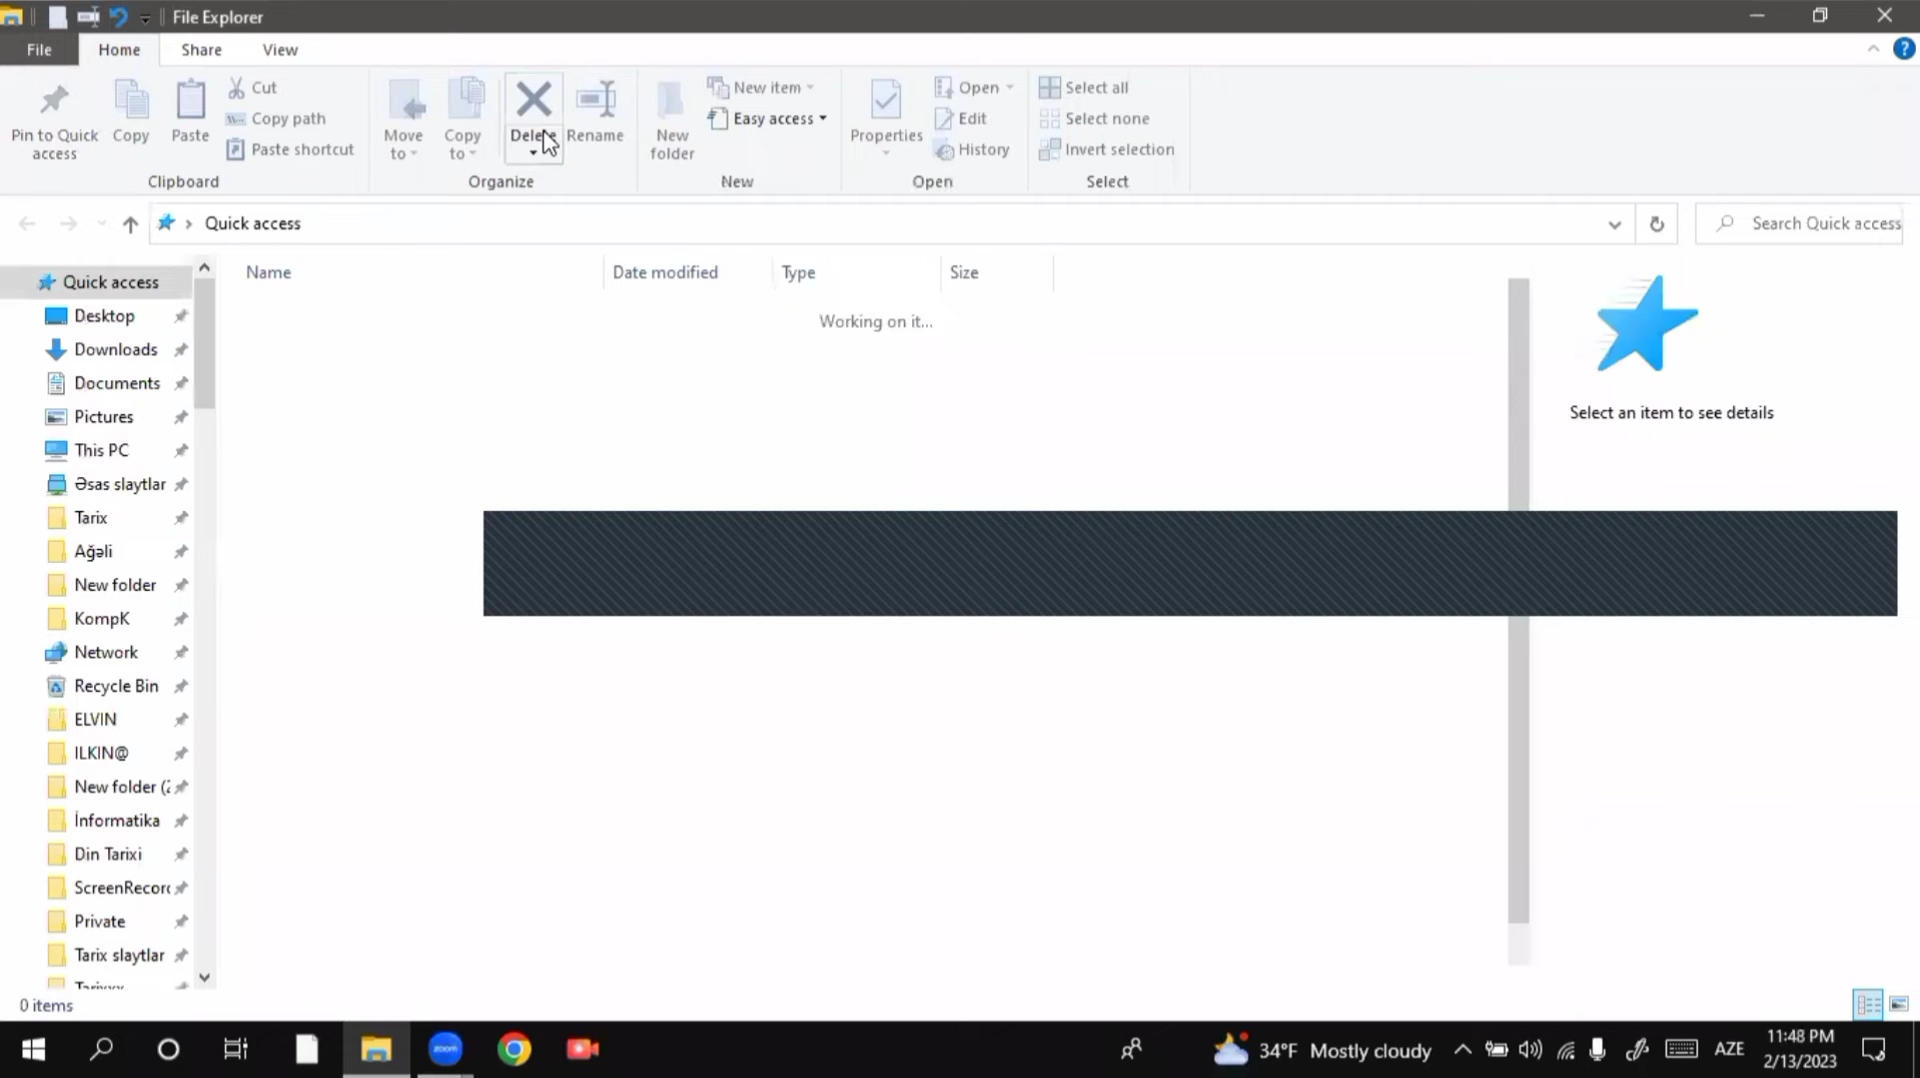 File Explorer
File Home Share View
Pin to Quick access
Copy
Paste
Cut
Copy path
Paste shortcut
Clipboard
Move to
Copy to
Delete
Rename
Organize
New folder
New item
Easy access
New
Properties
Open
Edit
History
Open
Select all
Select none
Invert selection
Select
Quick access
Search Quick access
Name Date modified Type Size
Working on it...
Select an item to see details
Quick access
Desktop
Downloads
Documents
Pictures
This PC
Əsas slaytlar
Tarix
Ağəli
New folder
KompK
Network
Recycle Bin
ELVIN
ILKIN@
New folder (2
İnformatika
Din Tarixi
ScreenRecor
Private
Tarix slaytlar
0 items
zoom
34°F Mostly cloudy
AZE
11:48 PM
2/13/2023